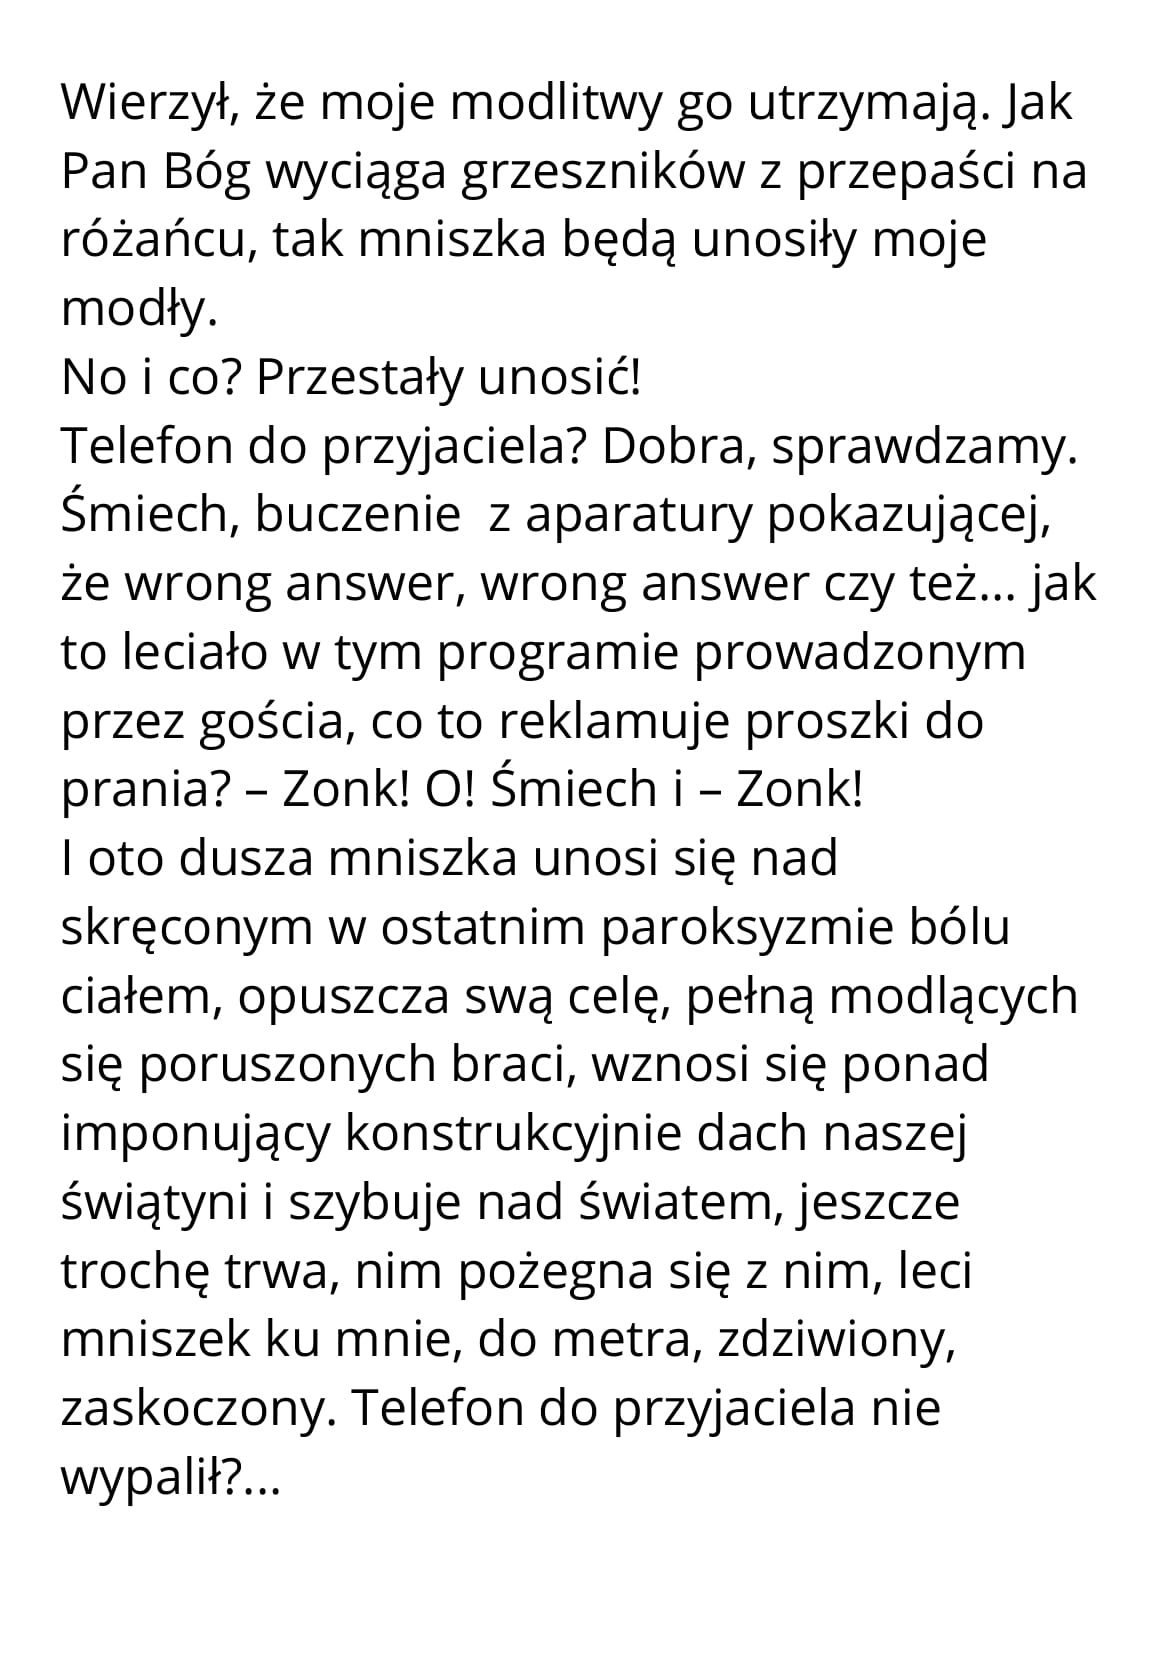 Wierzył, że moje modlitwy go utrzymają. Jak
Pan Bóg wyciąga grzeszników z przepaści na
różańcu, tak mniszka będą unosiły moje
modły.
No i co? Przestały unosić!
Telefon do przyjaciela? Dobra, sprawdzamy.
Śmiech, buczenie  z aparatury pokazującej,
że wrong answer, wrong answer czy też... jak
to leciało w tym programie prowadzonym
przez gościa, co to reklamuje proszki do
prania? – Zonk! O! Śmiech i – Zonk!
I oto dusza mniszka unosi się nad
skręconym w ostatnim paroksyzmie bólu
ciałem, opuszcza swą celę, pełną modlących
się poruszonych braci, wznosi się ponad
imponujący konstrukcyjnie dach naszej
świątyni i szybuje nad światem, jeszcze
trochę trwa, nim pożegna się z nim, leci
mniszek ku mnie, do metra, zdziwiony,
zaskoczony. Telefon do przyjaciela nie
wypalił?...